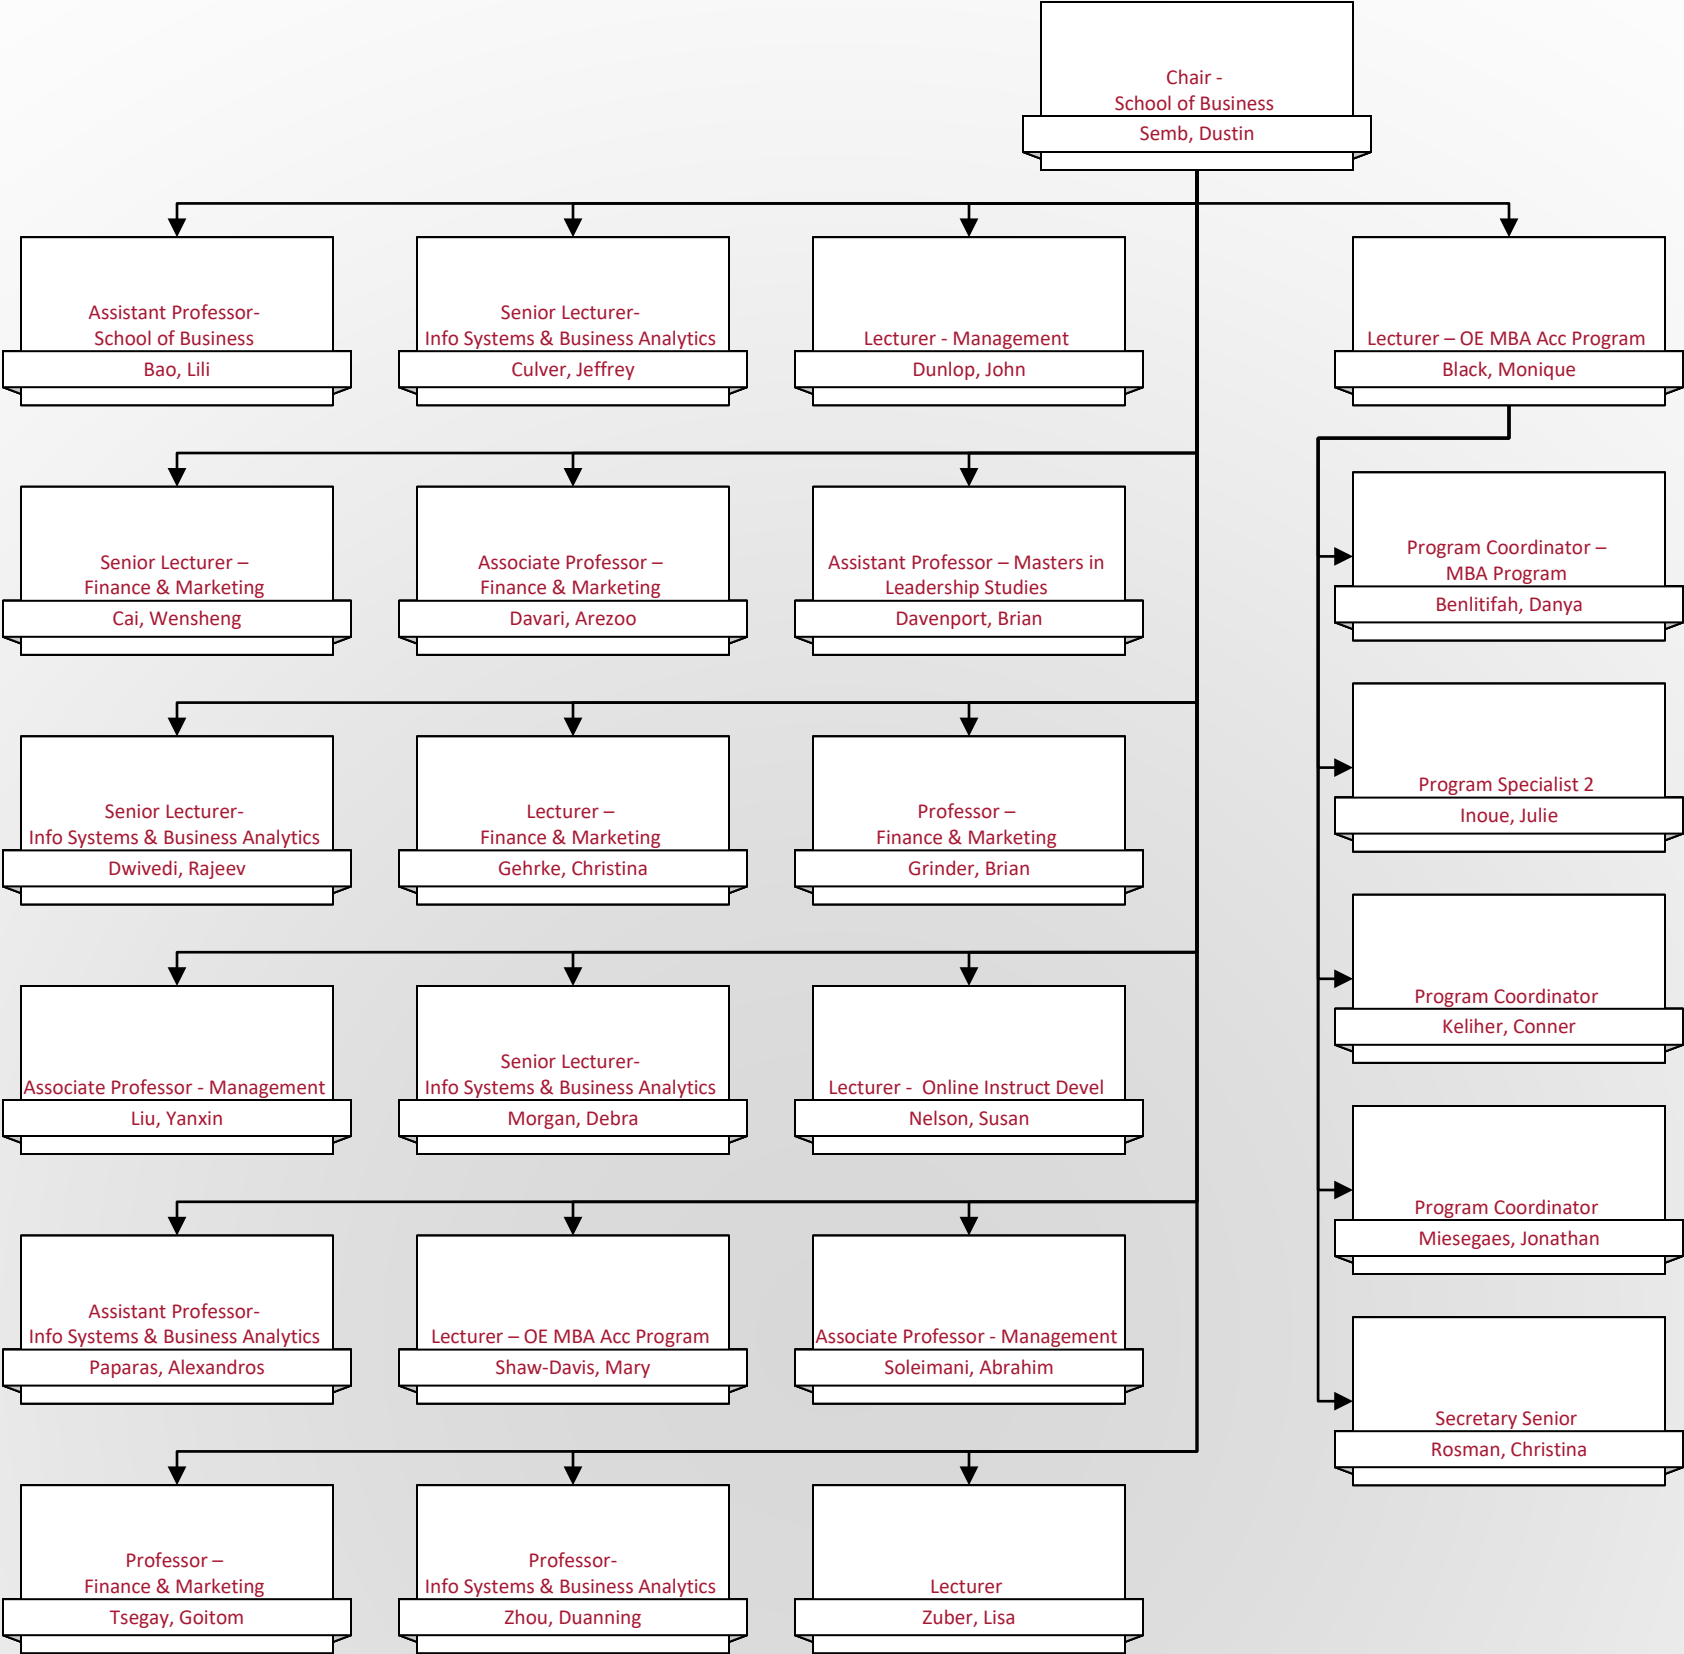 Chair -
School of Business
Semb, Dustin
Assistant Professor-
School of Business
Bao, Lili
Senior Lecturer-
Info Systems & Business Analytics
Culver, Jeffrey
Lecturer - Management
Dunlop, John
Lecturer – OE MBA Acc Program
Black, Monique
Senior Lecturer –
Finance & Marketing
Cai, Wensheng
Associate Professor –
Finance & Marketing
Davari, Arezoo
Assistant Professor – Masters in
Leadership Studies
Davenport, Brian
Program Coordinator –
MBA Program
Benlitifah, Danya
Senior Lecturer-
Info Systems & Business Analytics
Dwivedi, Rajeev
Lecturer –
Finance & Marketing
Gehrke, Christina
Professor –
Finance & Marketing
Grinder, Brian
Program Specialist 2
Inoue, Julie
Associate Professor - Management
Liu, Yanxin
Senior Lecturer-
Info Systems & Business Analytics
Morgan, Debra
Lecturer -  Online Instruct Devel
Nelson, Susan
Program Coordinator
Keliher, Conner
Program Coordinator
Miesegaes, Jonathan
Assistant Professor-
Info Systems & Business Analytics
Paparas, Alexandros
Lecturer – OE MBA Acc Program
Shaw-Davis, Mary
Associate Professor - Management
Soleimani, Abrahim
Secretary Senior
Rosman, Christina
Professor –
Finance & Marketing
Tsegay, Goitom
Professor-
Info Systems & Business Analytics
Zhou, Duanning
Lecturer
Zuber, Lisa